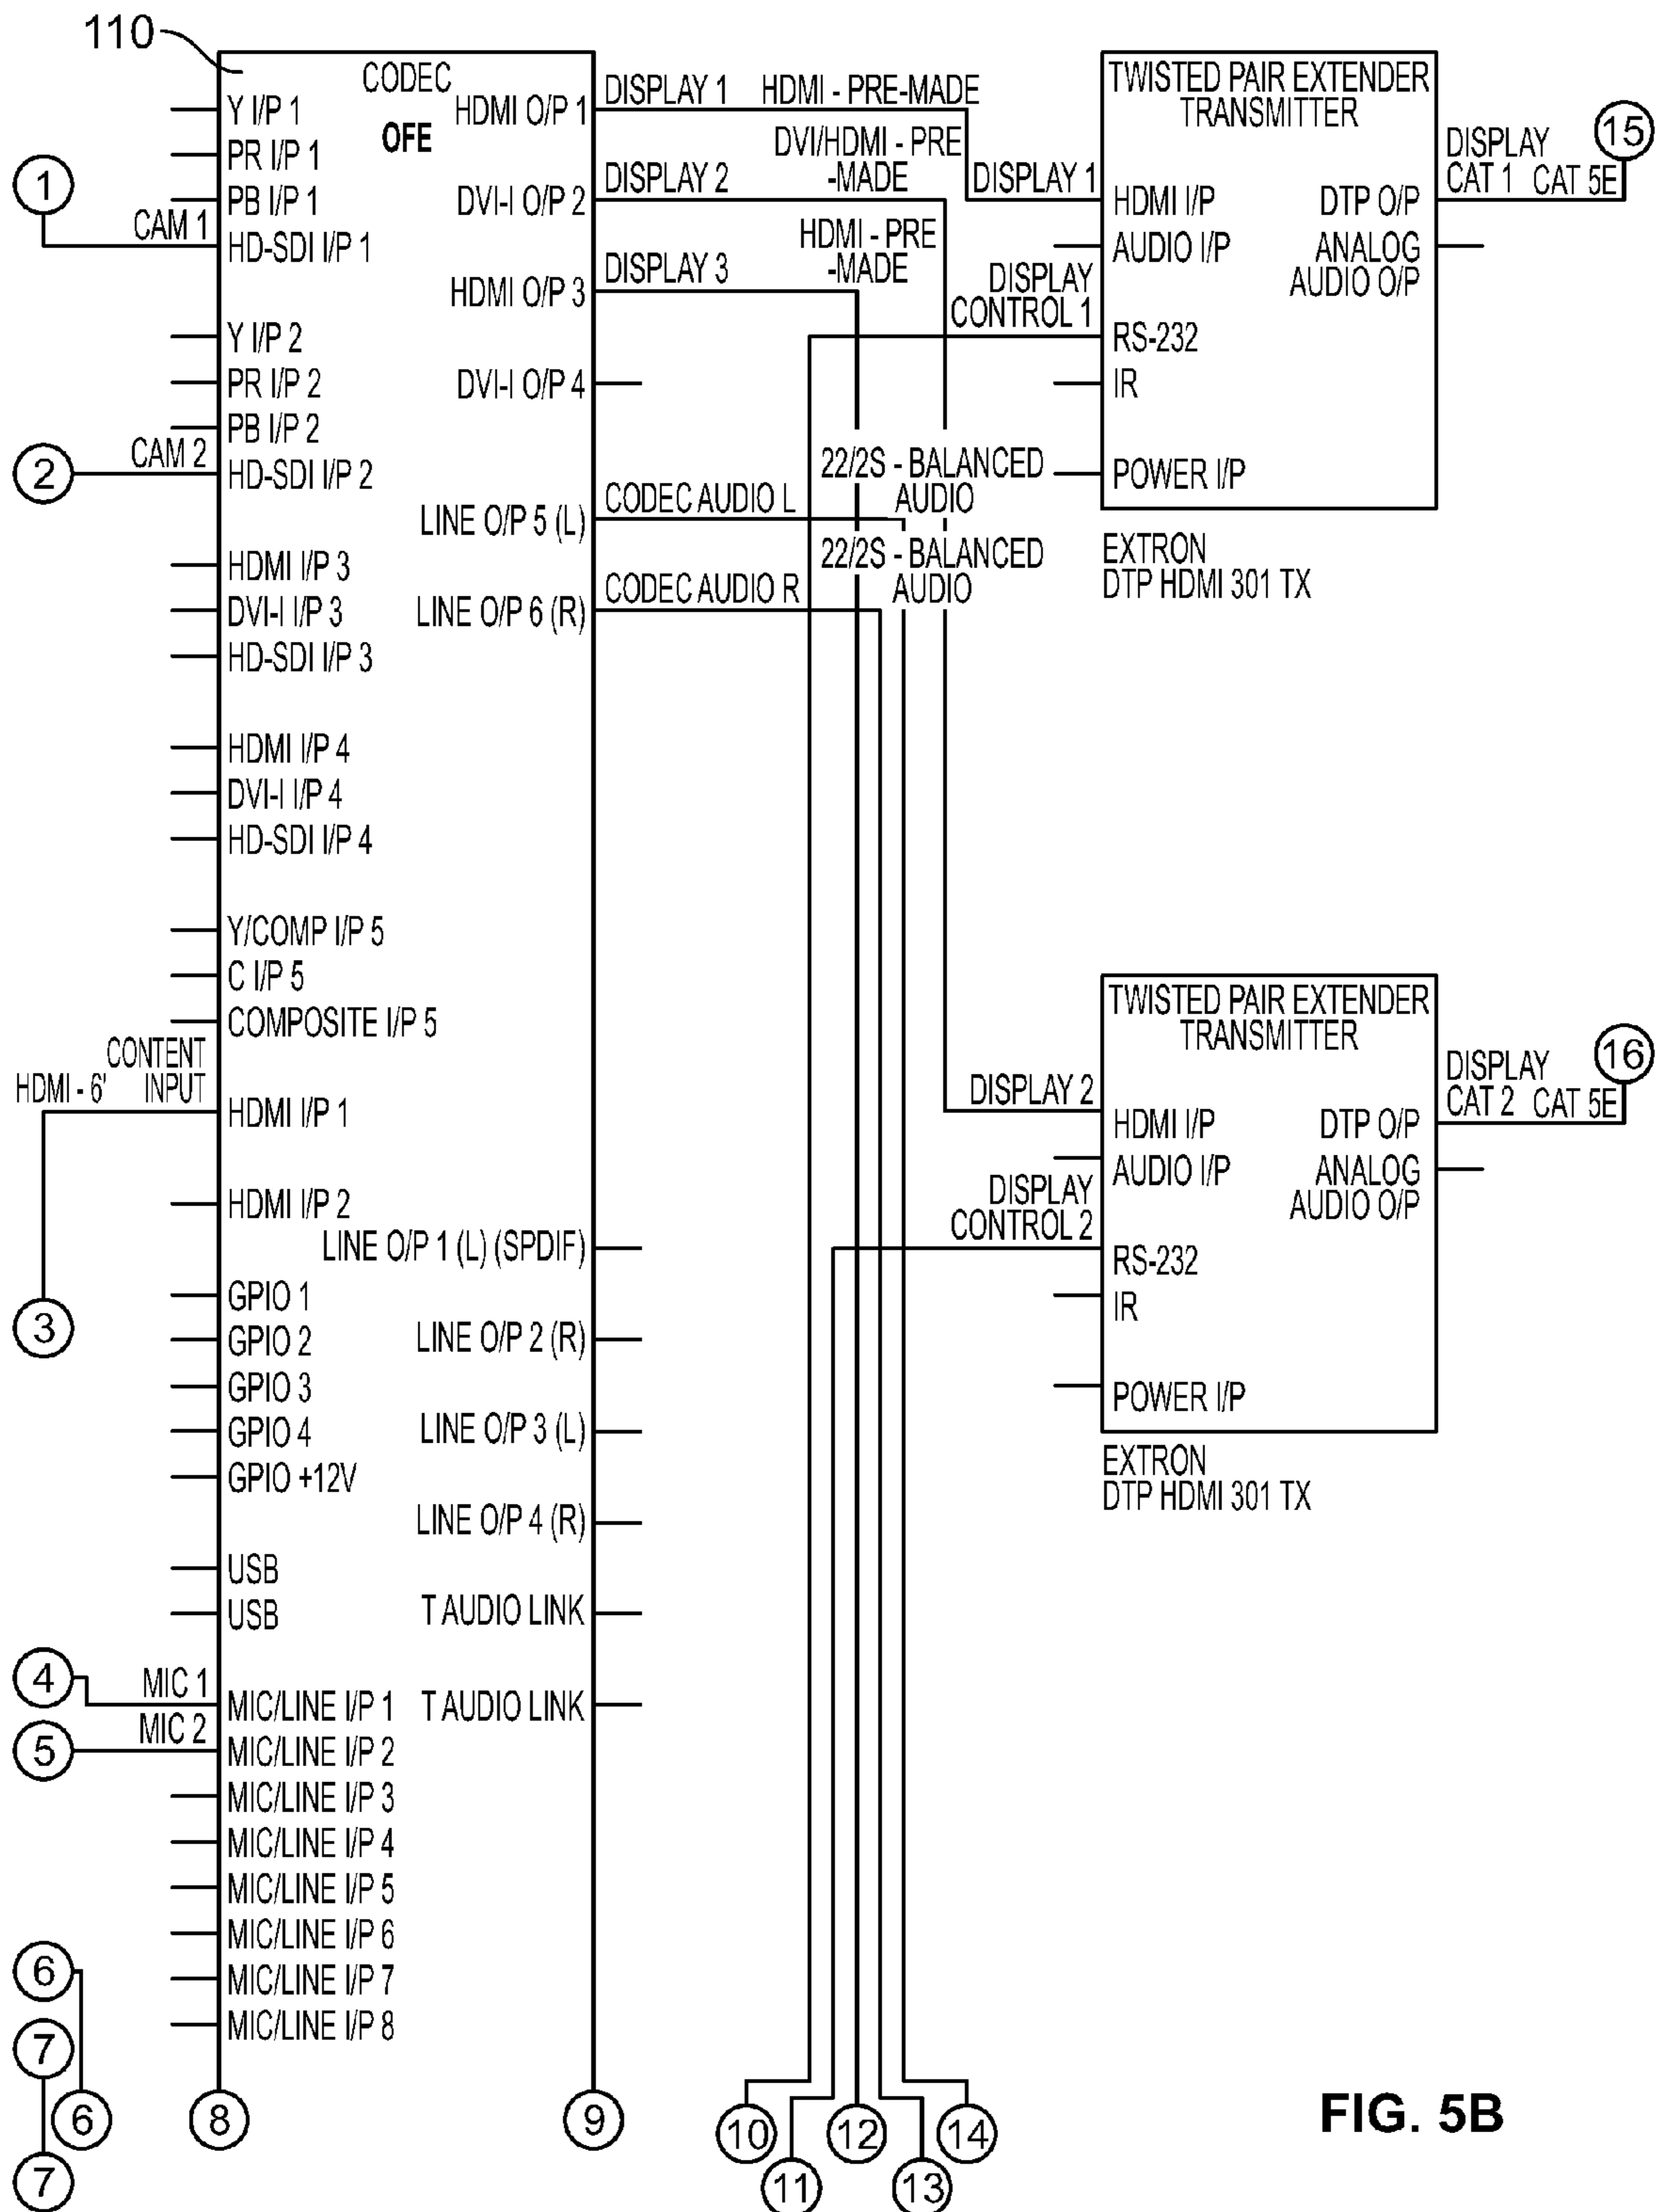 110
CODEC
OFE
Y I/P 1
PR I/P 1
PB I/P 1
1
CAM 1
HD-SDI I/P 1
Y I/P 2
PR I/P 2
PB I/P 2
2
CAM 2
HD-SDI I/P 2
HDMI I/P 3
DVI-I I/P 3
HD-SDI I/P 3
HDMI I/P 4
DVI-I I/P 4
HD-SDI I/P 4
Y/COMP I/P 5
C I/P 5
COMPOSITE I/P 5
CONTENT
HDMI - 6' INPUT
HDMI I/P 1
HDMI I/P 2
3
GPIO 1
GPIO 2
GPIO 3
GPIO 4
GPIO +12V
USB
USB
4
MIC 1
MIC/LINE I/P 1
5
MIC 2
MIC/LINE I/P 2
MIC/LINE I/P 3
MIC/LINE I/P 4
MIC/LINE I/P 5
MIC/LINE I/P 6
MIC/LINE I/P 7
MIC/LINE I/P 8
6
7
6
7
8
9
HDMI O/P 1
DVI-I O/P 2
HDMI O/P 3
DVI-I O/P 4
LINE O/P 5 (L)
LINE O/P 6 (R)
LINE O/P 1 (L) (SPDIF)
LINE O/P 2 (R)
LINE O/P 3 (L)
LINE O/P 4 (R)
T AUDIO LINK
T AUDIO LINK
DISPLAY 1 HDMI - PRE-MADE
DISPLAY 2
DVI/HDMI - PRE
-MADE
DISPLAY 3
HDMI - PRE
-MADE
CODEC AUDIO L
22/2S - BALANCED
AUDIO
CODEC AUDIO R
22/2S - BALANCED
AUDIO
DISPLAY 1
DISPLAY
CONTROL 1
TWISTED PAIR EXTENDER
TRANSMITTER
HDMI I/P
AUDIO I/P
RS-232
IR
POWER I/P
DTP O/P
ANALOG
AUDIO O/P
DISPLAY
CAT 1 CAT 5E
15
EXTRON
DTP HDMI 301 TX
DISPLAY 2
DISPLAY
CONTROL 2
TWISTED PAIR EXTENDER
TRANSMITTER
HDMI I/P
AUDIO I/P
RS-232
IR
POWER I/P
DTP O/P
ANALOG
AUDIO O/P
DISPLAY
CAT 2 CAT 5E
16
EXTRON
DTP HDMI 301 TX
10
11
12
13
14
FIG. 5B